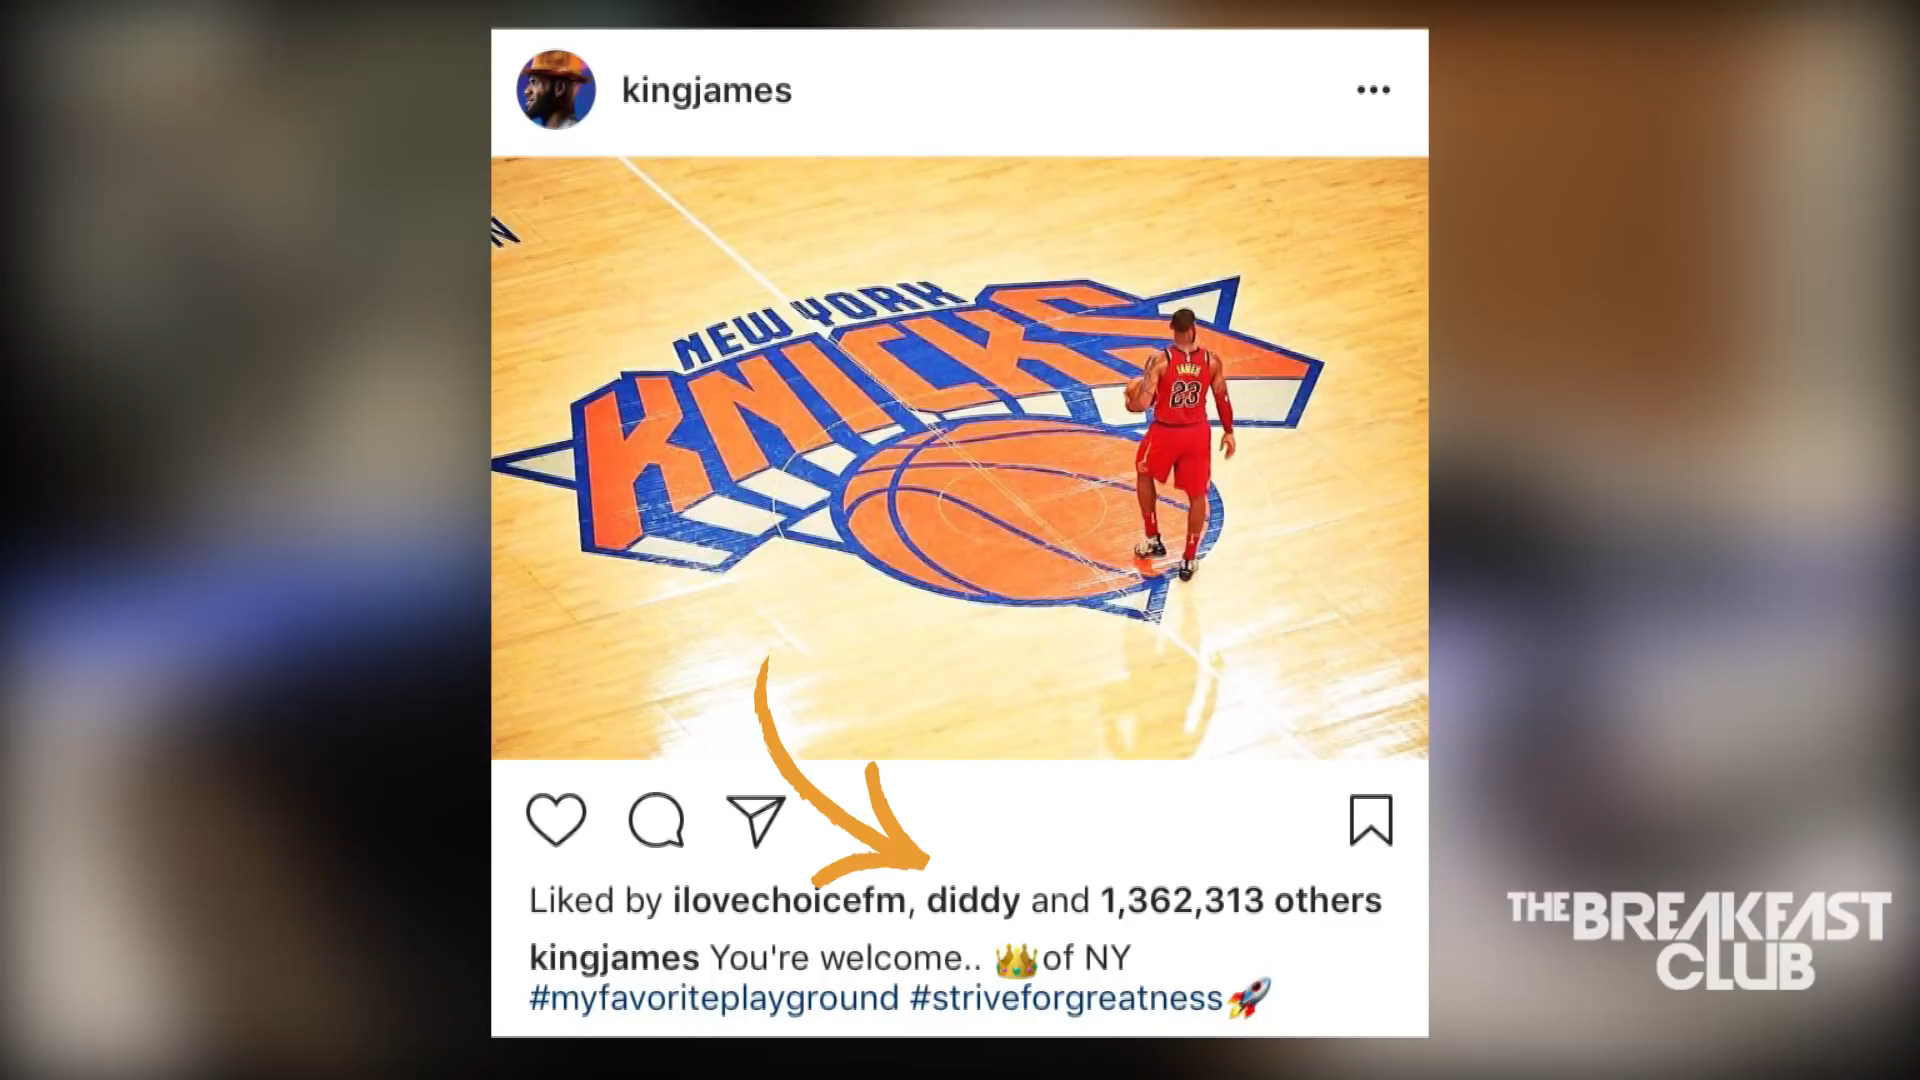 kingjames
N
NEW YORK
KNICKS
JAMES
23
Liked by ilovechoicefm, diddy and 1,362,313 others
kingjames You're welcome.. 👑of NY
#myfavoriteplayground #striveforgreatness🚀
THE BREAKFAST
CLUB